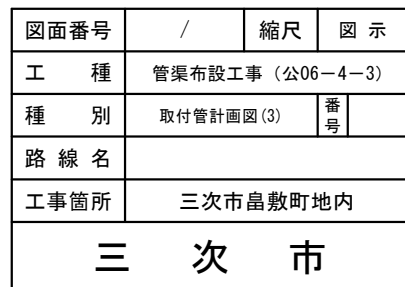 図面番号 / 縮尺 図 示
工 種 管渠布設工事（公06－4－3）
種 別 取付管計画図(3) 番号
路 線 名
工事箇所 三次市畠敷町地内
三 次 市